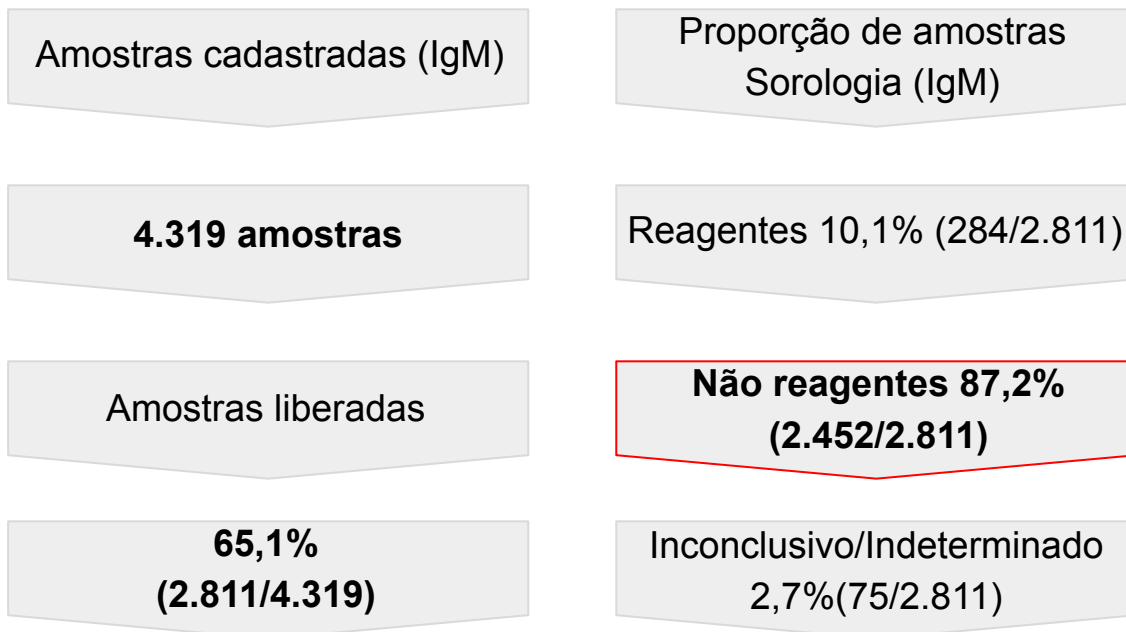 Amostras cadastradas (IgM)
4.319 amostras
Amostras liberadas
65,1%
(2.811/4.319)
Proporção de amostras
Sorologia (IgM)
Reagentes 10,1% (284/2.811)
Não reagentes 87,2%
(2.452/2.811)
Inconclusivo/Indeterminado
2,7%(75/2.811)